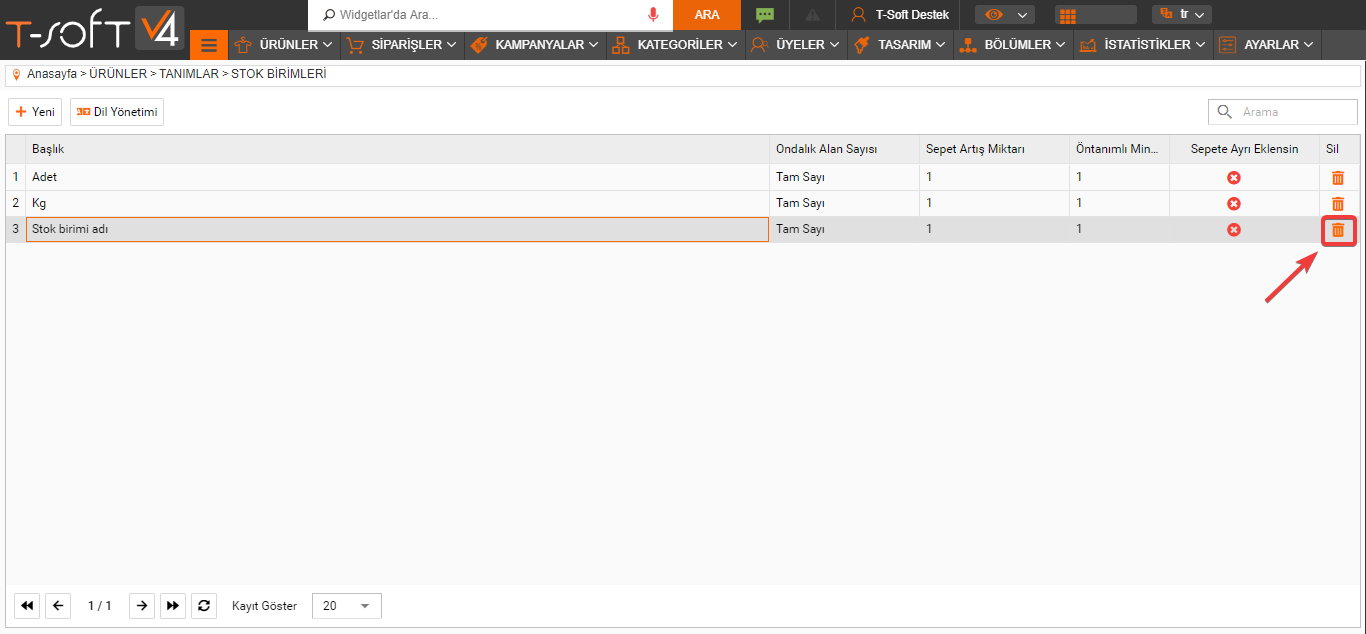 T-SOFT V4
Widgetlar'da Ara...
ARA
T-Soft Destek
tr
ÜRÜNLER
SİPARİŞLER
KAMPANYALAR
KATEGORİLER
ÜYELER
TASARIM
BÖLÜMLER
İSTATİSTİKLER
AYARLAR
Anasayfa > ÜRÜNLER > TANIMLAR > STOK BİRİMLERİ
Yeni
Dil Yönetimi
Arama
Başlık Ondalık Alan Sayısı Sepet Artış Miktarı Öntanımlı Min... Sepete Ayrı Eklensin Sil
1 Adet Tam Sayı 1 1
2 Kg Tam Sayı 1 1
3 Stok birimi adı Tam Sayı 1 1
1 / 1
Kayıt Göster
20